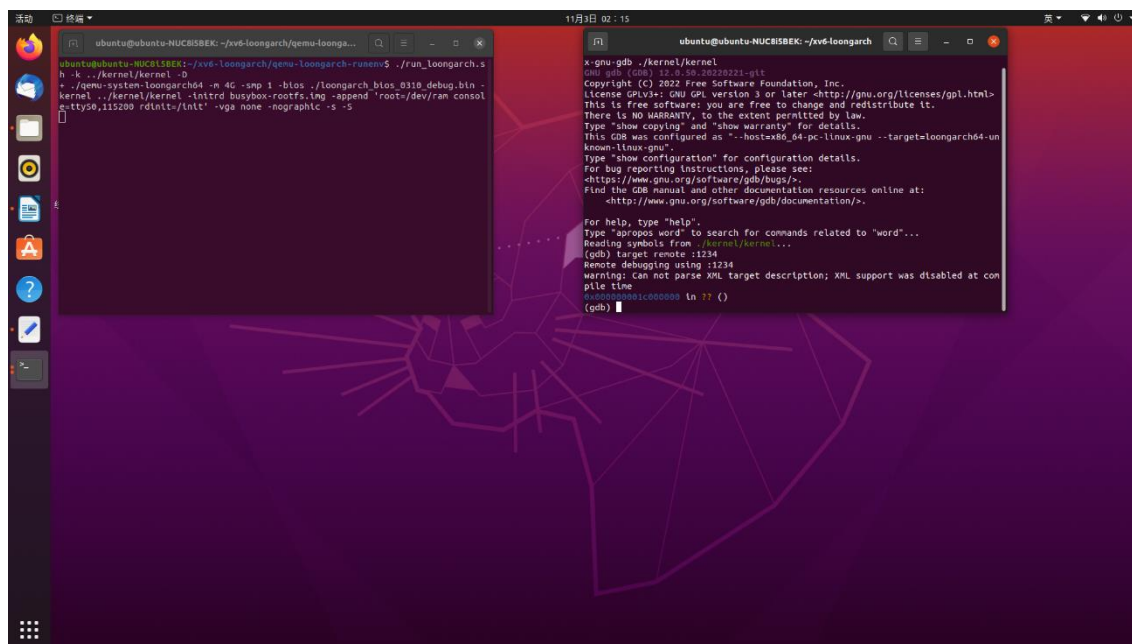 活动
终端
11月3日 02：15
英
ubuntu@ubuntu-NUC8i5BEK: ~/xv6-loongarch/qemu-loonga...
ubuntu@ubuntu-NUC8i5BEK:~/xv6-loongarch/qemu-loongarch-runenv$ ./run_loongarch.s
h -k ../kernel/kernel -D
+ ./qemu-system-loongarch64 -m 4G -smp 1 -bios ./loongarch_bios_0310_debug.bin -
kernel ../kernel/kernel -initrd busybox-rootfs.img -append 'root=/dev/ram consol
e=ttyS0,115200 rdinit=/init' -vga none -nographic -s -S
ubuntu@ubuntu-NUC8i5BEK: ~/xv6-loongarch
x-gnu-gdb ./kernel/kernel
GNU gdb (GDB) 12.0.50.20220221-git
Copyright (C) 2022 Free Software Foundation, Inc.
License GPLv3+: GNU GPL version 3 or later <http://gnu.org/licenses/gpl.html>
This is free software: you are free to change and redistribute it.
There is NO WARRANTY, to the extent permitted by law.
Type "show copying" and "show warranty" for details.
This GDB was configured as "--host=x86_64-pc-linux-gnu --target=loongarch64-un
known-linux-gnu".
Type "show configuration" for configuration details.
For bug reporting instructions, please see:
<https://www.gnu.org/software/gdb/bugs/>.
Find the GDB manual and other documentation resources online at:
<http://www.gnu.org/software/gdb/documentation/>.
For help, type "help".
Type "apropos word" to search for commands related to "word"...
Reading symbols from ./kernel/kernel...
(gdb) target remote :1234
Remote debugging using :1234
warning: Can not parse XML target description; XML support was disabled at com
pile time
0x000000001c000000 in ?? ()
(gdb)